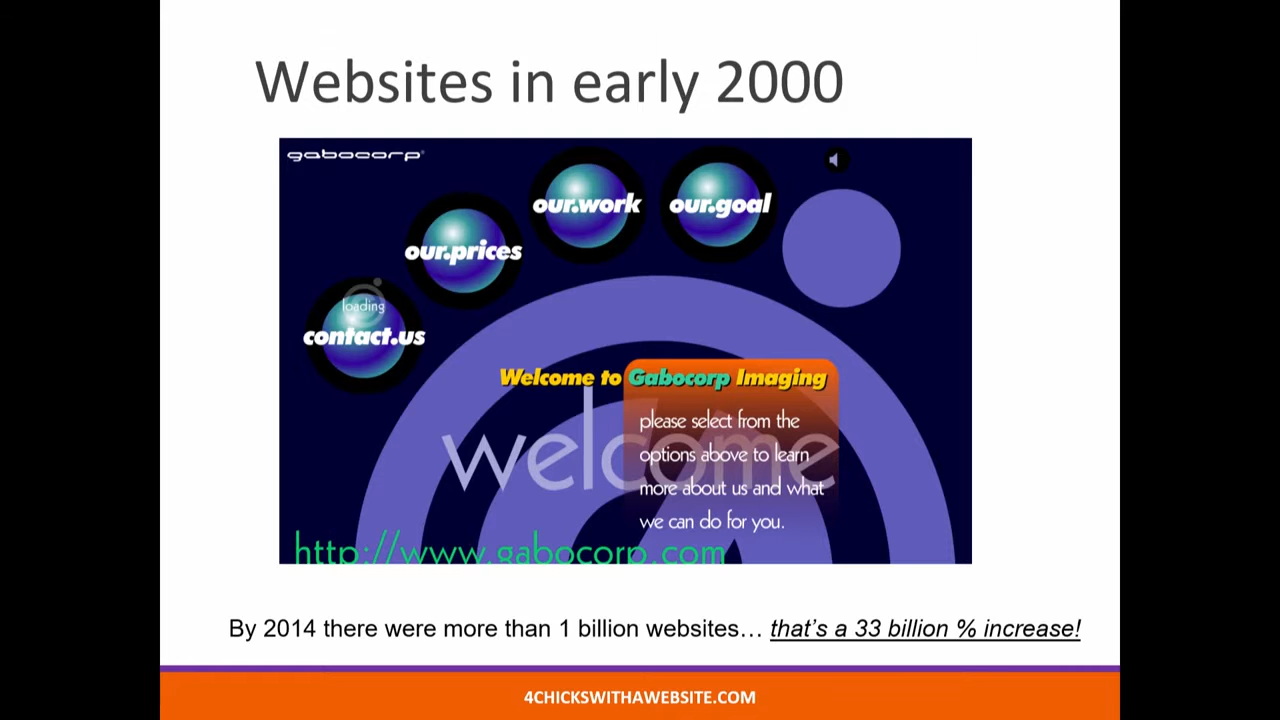 Websites in early 2000
gabocorp®
our.work
our.goal
our.prices
loading
contact.us
Welcome to Gabocorp Imaging
welcome
please select from the
options above to learn
more about us and what
we can do for you.
http://www.gabocorp.com
By 2014 there were more than 1 billion websites… that’s a 33 billion % increase!
4CHICKSWITHAWEBSITE.COM